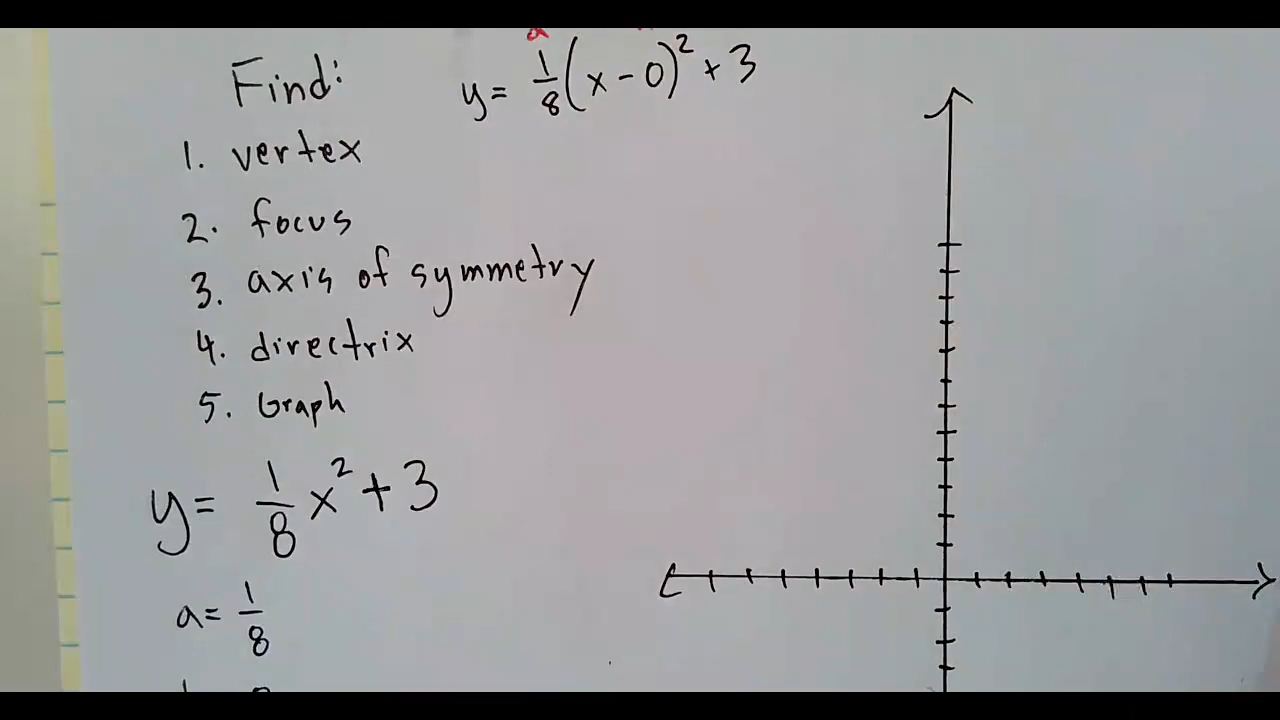 Find:
y = 1/8 (x - 0)² + 3
1. vertex
2. focus
3. axis of symmetry
4. directrix
5. Graph
y = 1/8 x² + 3
a = 1/8